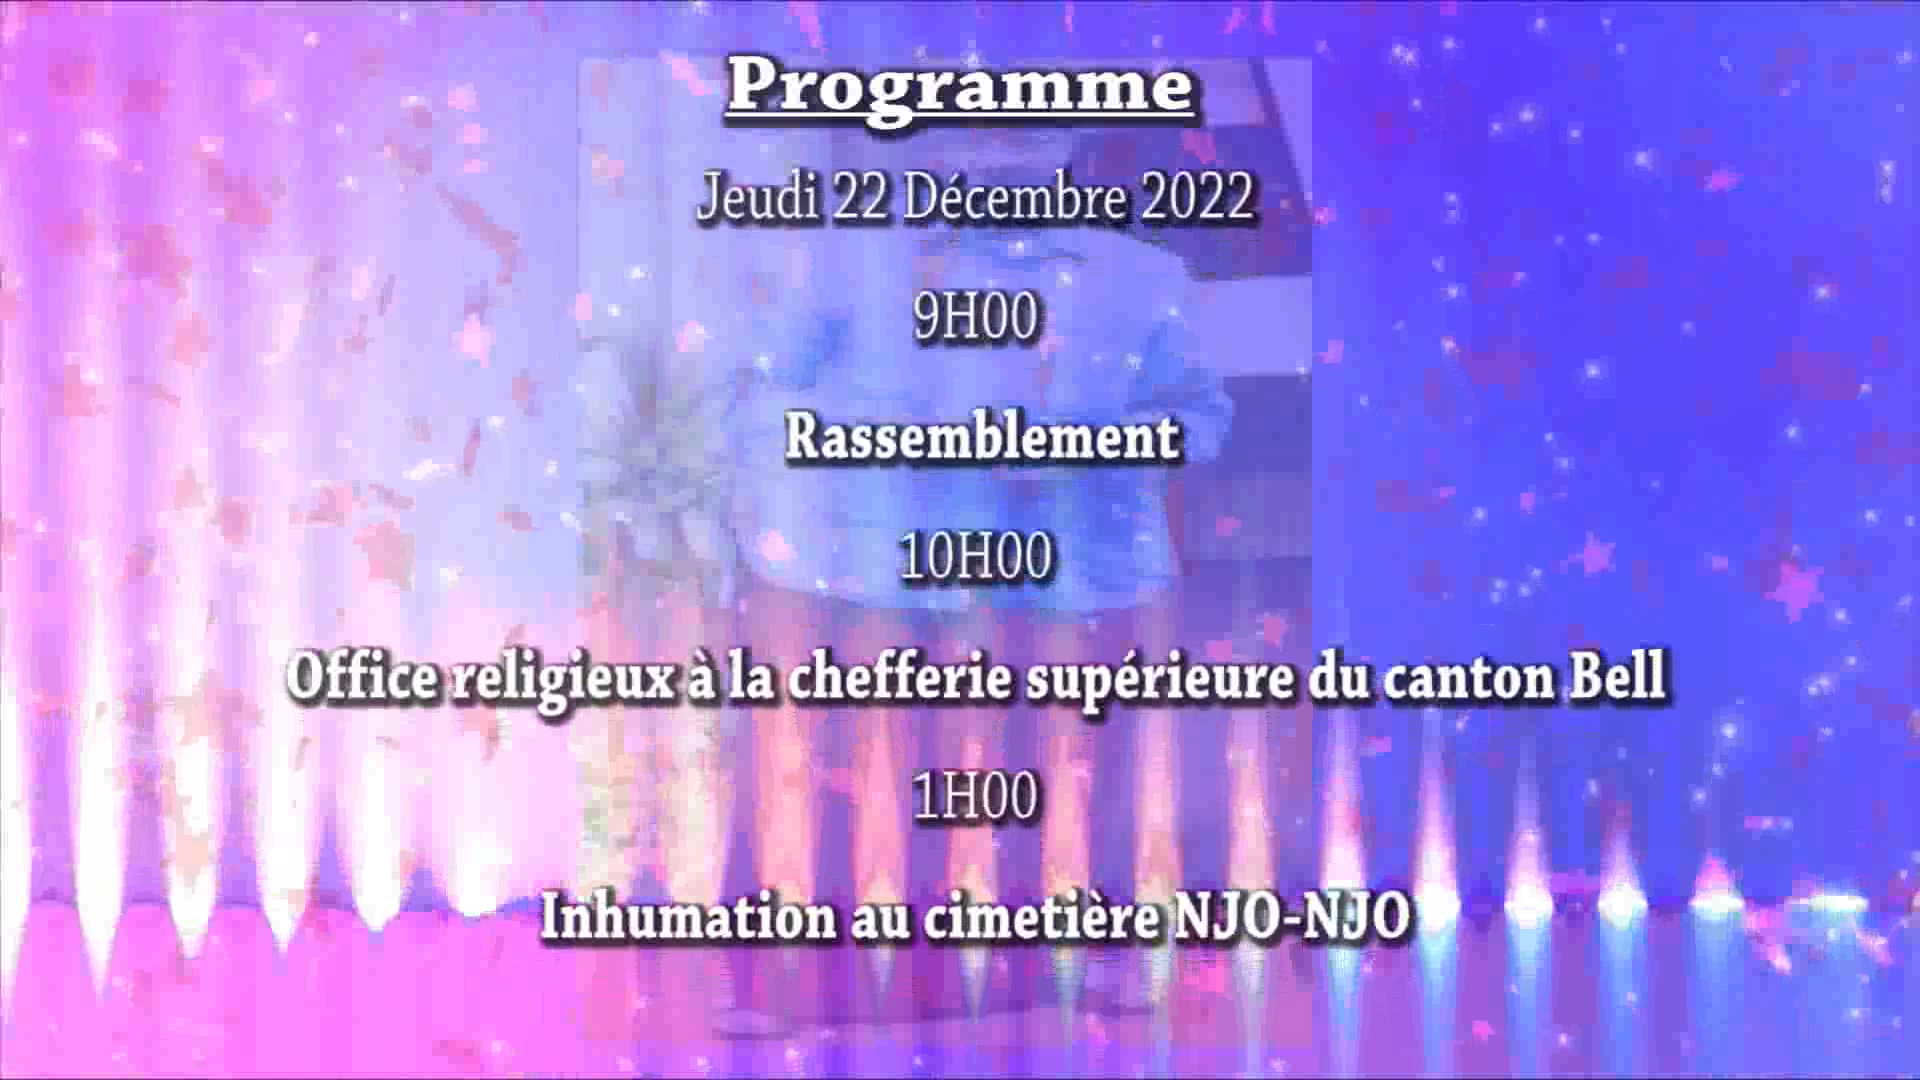 Programme
Jeudi 22 Décembre 2022
9H00
Rassemblement
10H00
Office religieux à la chefferie supérieure du canton Bell
1H00
Inhumation au cimetière NJO-NJO